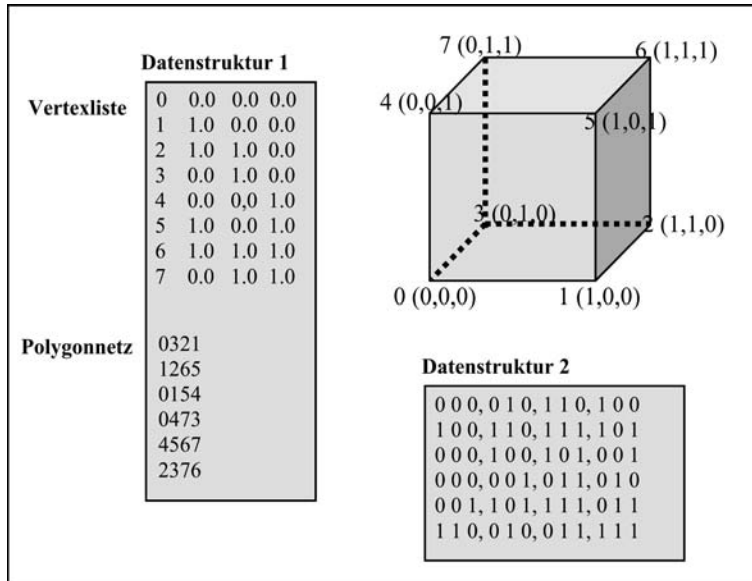 Datenstruktur 1
Vertexliste
0 0.0 0.0 0.0
1 1.0 0.0 0.0
2 1.0 1.0 0.0
3 0.0 1.0 0.0
4 0.0 0,0 1.0
5 1.0 0.0 1.0
6 1.0 1.0 1.0
7 0.0 1.0 1.0
Polygonnetz
0321
1265
0154
0473
4567
2376
7 (0,1,1)
6 (1,1,1)
4 (0,0,1)
5 (1,0,1)
3 (0,1,0)
2 (1,1,0)
0 (0,0,0)
1 (1,0,0)
Datenstruktur 2
0 0 0, 0 1 0, 1 1 0, 1 0 0
1 0 0, 1 1 0, 1 1 1, 1 0 1
0 0 0, 1 0 0, 1 0 1, 0 0 1
0 0 0, 0 0 1, 0 1 1, 0 1 0
0 0 1, 1 0 1, 1 1 1, 0 1 1
1 1 0, 0 1 0, 0 1 1, 1 1 1